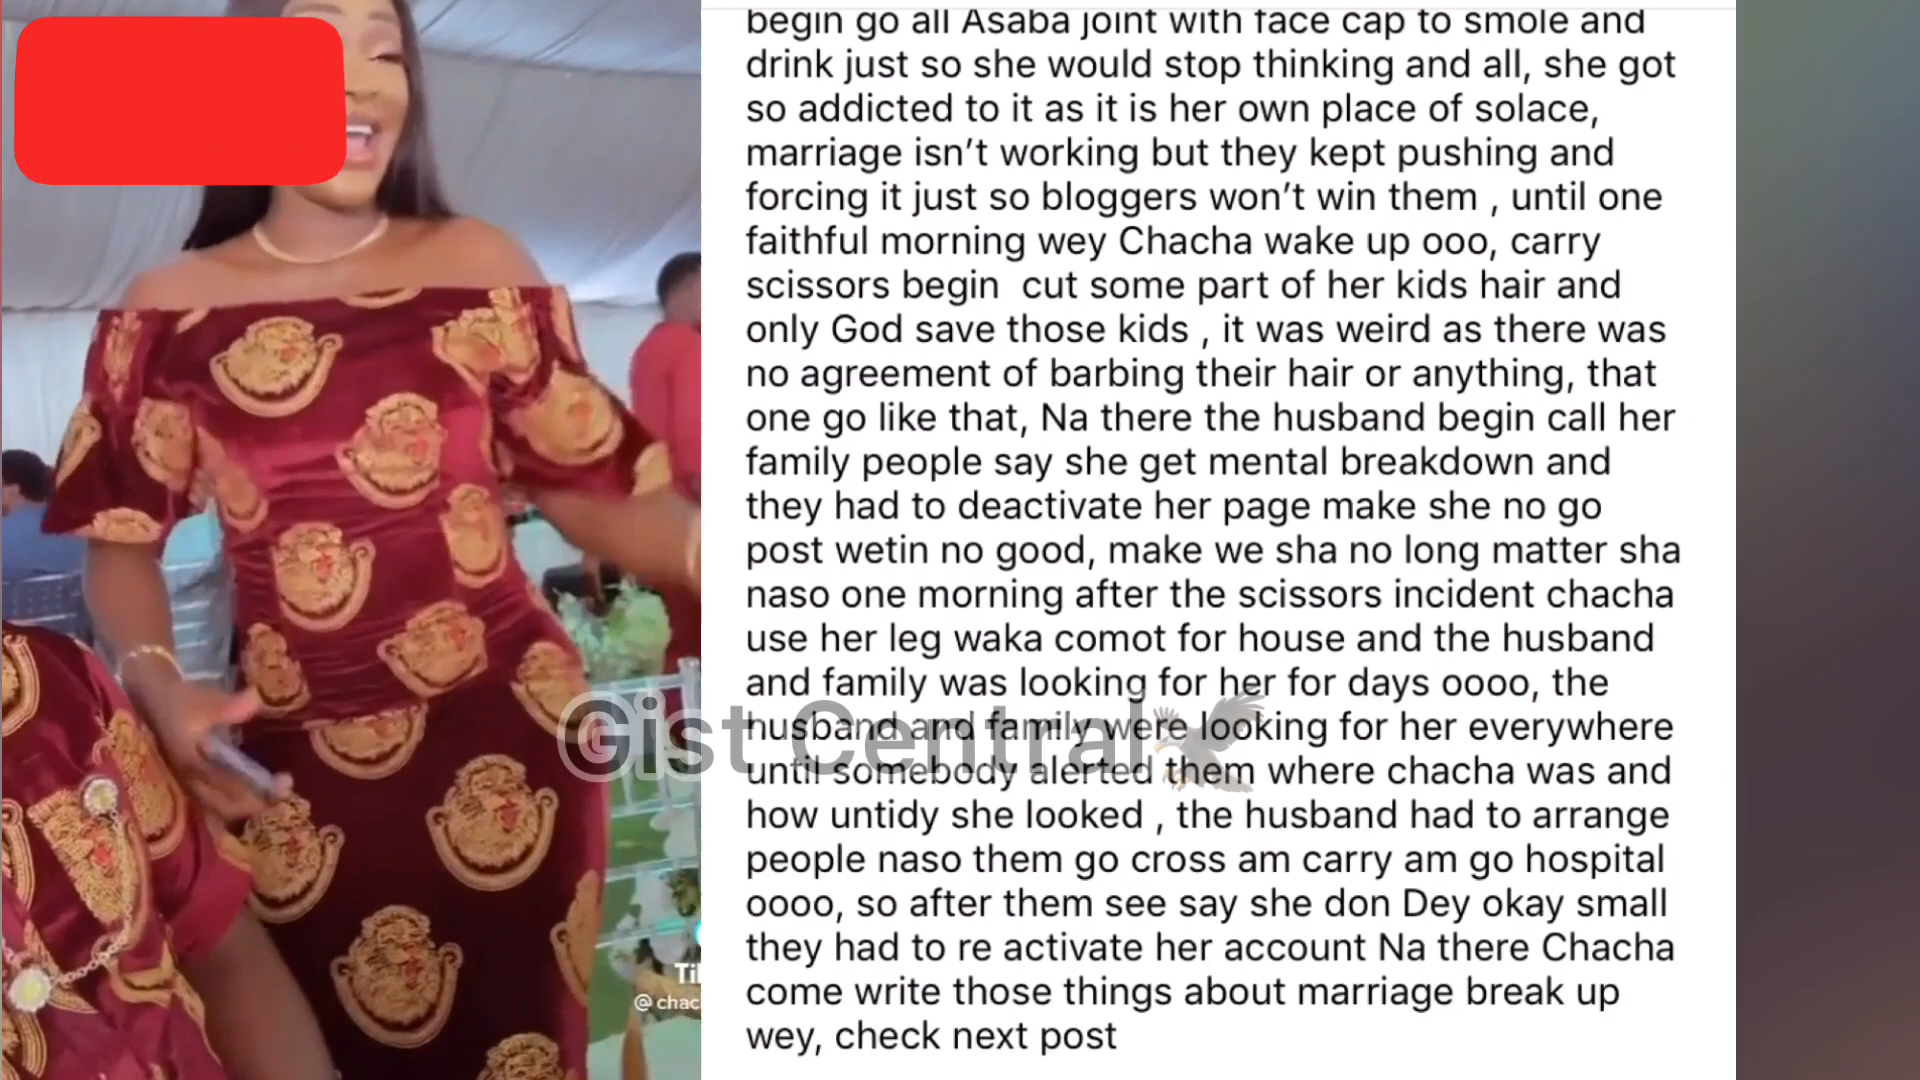 begin go all Asaba joint with face cap to smole and
drink just so she would stop thinking and all, she got
so addicted to it as it is her own place of solace,
marriage isn’t working but they kept pushing and
forcing it just so bloggers won’t win them , until one
faithful morning wey Chacha wake up ooo, carry
scissors begin  cut some part of her kids hair and
only God save those kids , it was weird as there was
no agreement of barbing their hair or anything, that
one go like that, Na there the husband begin call her
family people say she get mental breakdown and
they had to deactivate her page make she no go
post wetin no good, make we sha no long matter sha
naso one morning after the scissors incident chacha
use her leg waka comot for house and the husband
and family was looking for her for days oooo, the
husband and family were looking for her everywhere
until somebody alerted them where chacha was and
how untidy she looked , the husband had to arrange
people naso them go cross am carry am go hospital
oooo, so after them see say she don Dey okay small
they had to re activate her account Na there Chacha
come write those things about marriage break up
wey, check next post
Gist Central
@chac